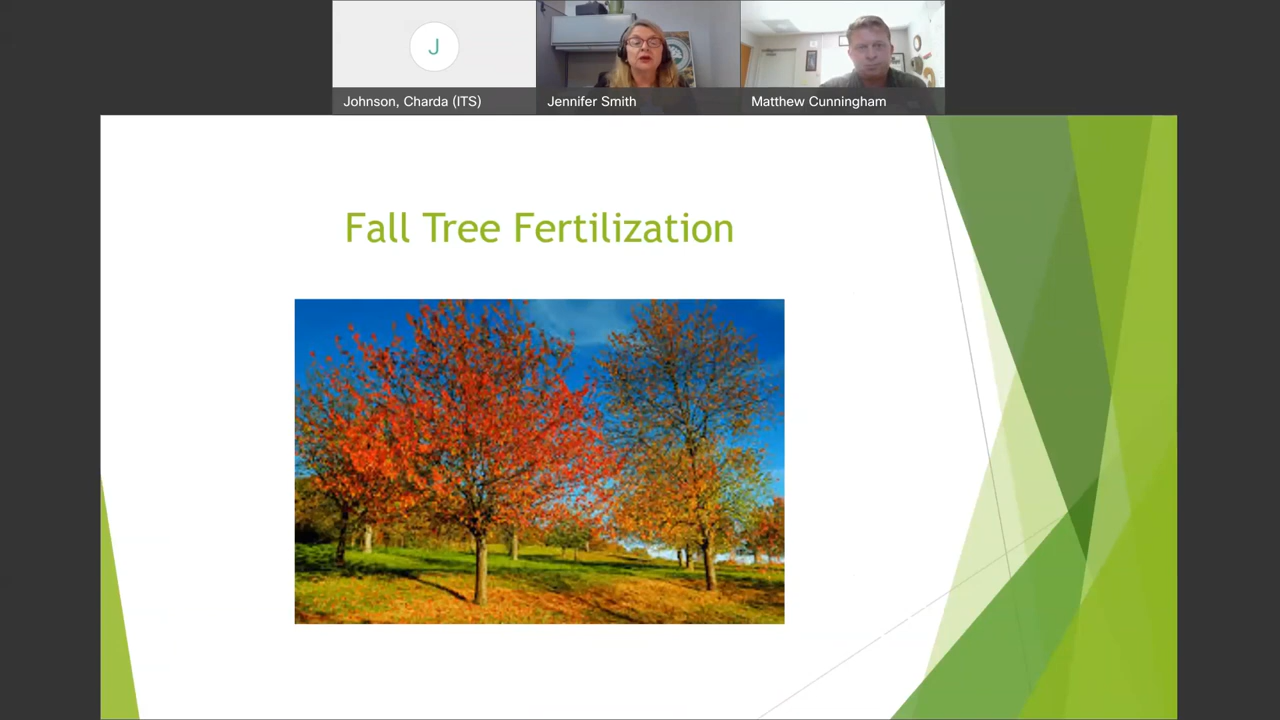 J
Johnson, Charda (ITS)
Jennifer Smith
Matthew Cunningham
Fall Tree Fertilization